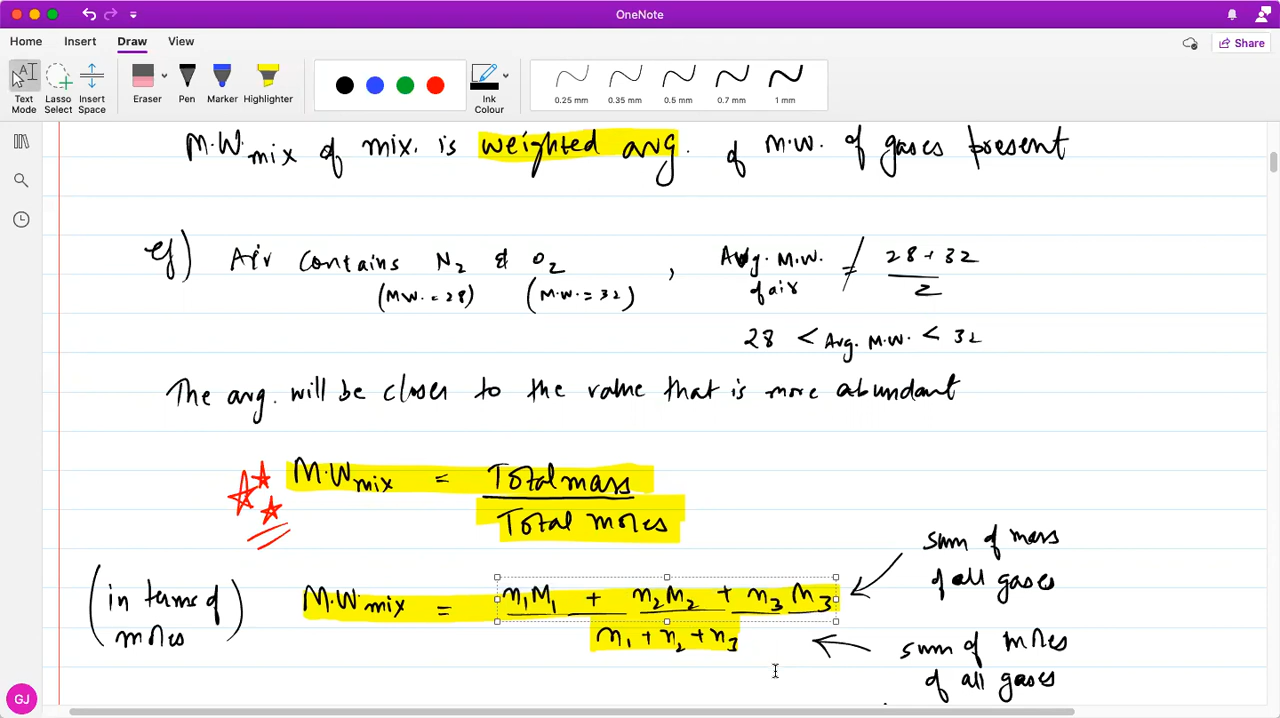 OneNote
Home Insert Draw View Share
Text Mode Lasso Select Insert Space Eraser Pen Marker Highlighter Ink Colour 0.25 mm 0.35 mm 0.5 mm 0.7 mm 1 mm
M.W.mix of mix. is weighted avg. of M.W. of gases present
eg) Air contains N2 & O2 , Avg. M.W. of air ≠ 28+32 / 2
(M.W. = 28) (M.W. = 32)
28 < Avg. M.W. < 32
The avg. will be closer to the value that is more abundant
M.W.mix = Total mass / Total moles
sum of mass of all gases
(in terms of moles) M.W.mix = n1M1 + n2M2 + n3M3 / n1 + n2 + n3
sum of moles of all gases
GJ